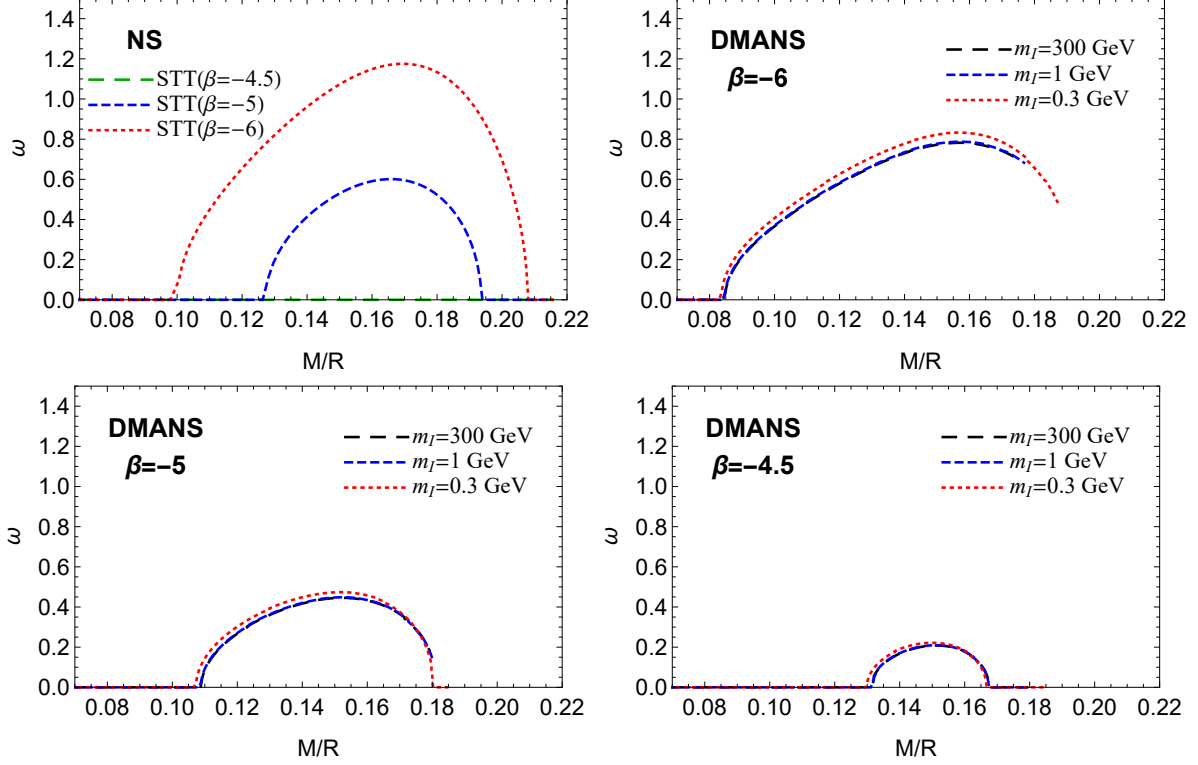 NS
STT(β=−4.5)
STT(β=−5)
STT(β=−6)
ω
1.4
1.2
1.0
0.8
0.6
0.4
0.2
0.0
0.08 0.10 0.12 0.14 0.16 0.18 0.20 0.22
M/R
DMANS
β=−6
m_I=300 GeV
m_I=1 GeV
m_I=0.3 GeV
ω
1.4
1.2
1.0
0.8
0.6
0.4
0.2
0.0
0.08 0.10 0.12 0.14 0.16 0.18 0.20 0.22
M/R
DMANS
β=−5
m_I=300 GeV
m_I=1 GeV
m_I=0.3 GeV
ω
1.4
1.2
1.0
0.8
0.6
0.4
0.2
0.0
0.08 0.10 0.12 0.14 0.16 0.18 0.20 0.22
M/R
DMANS
β=−4.5
m_I=300 GeV
m_I=1 GeV
m_I=0.3 GeV
ω
1.4
1.2
1.0
0.8
0.6
0.4
0.2
0.0
0.08 0.10 0.12 0.14 0.16 0.18 0.20 0.22
M/R